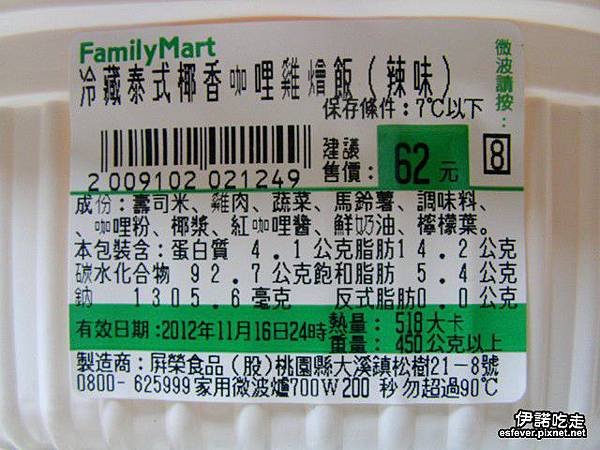 FamilyMart
冷藏泰式椰香咖哩雞燴飯(辣味)
微波請按:
8
保存條件:7℃以下
2 009102 021249
建議售價: 62 元
成份:壽司米、雞肉、蔬菜、馬鈴薯、調味料、
、咖哩粉、椰漿、紅咖哩醬、鮮奶油、檸檬葉。
本包裝含:蛋白質 4.1公克脂肪14.2公克
碳水化合物 92.7公克飽和脂肪 5.4公克
鈉 1305.6毫克 反式脂肪0.0公克
有效日期:2012年11月16日24時
熱量: 518大卡
重量: 450公克以上
製造商:屏榮食品(股)桃園縣大溪鎮松樹21-8號
0800-625999家用微波爐700W200 秒勿超過90℃
伊諾吃走
esfever.pixnet.net